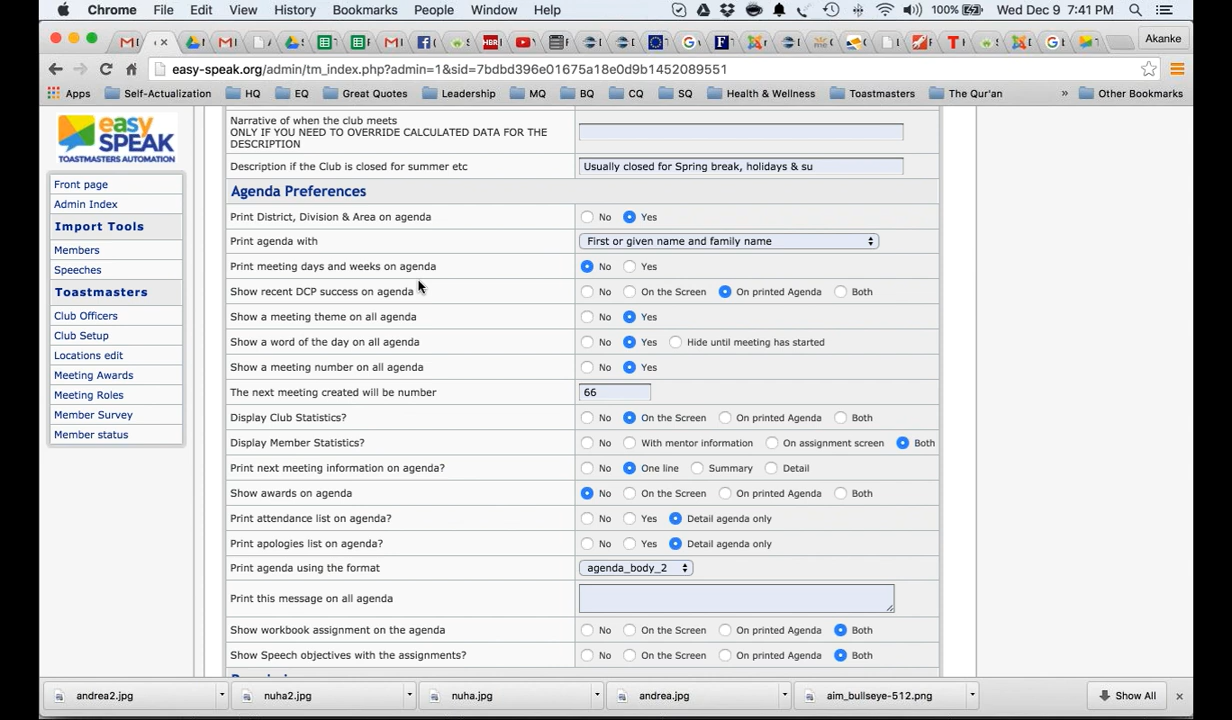 Chrome File Edit View History Bookmarks People Window Help 100% Wed Dec 9 7:41 PM
Akanke
easy-speak.org/admin/tm_index.php?admin=1&sid=7bdbd396e01675a18e0d9b1452089551
Apps Self-Actualization HQ EQ Great Quotes Leadership MQ BQ CQ SQ Health & Wellness Toastmasters The Qur'an » Other Bookmarks
easy
SPEAK
TOASTMASTERS AUTOMATION
Front page
Admin Index
Import Tools
Members
Speeches
Toastmasters
Club Officers
Club Setup
Locations edit
Meeting Awards
Meeting Roles
Member Survey
Member status
Narrative of when the club meets
ONLY IF YOU NEED TO OVERRIDE CALCULATED DATA FOR THE
DESCRIPTION
Description if the Club is closed for summer etc Usually closed for Spring break, holidays & su
Agenda Preferences
Print District, Division & Area on agenda No Yes
Print agenda with First or given name and family name
Print meeting days and weeks on agenda No Yes
Show recent DCP success on agenda No On the Screen On printed Agenda Both
Show a meeting theme on all agenda No Yes
Show a word of the day on all agenda No Yes Hide until meeting has started
Show a meeting number on all agenda No Yes
The next meeting created will be number 66
Display Club Statistics? No On the Screen On printed Agenda Both
Display Member Statistics? No With mentor information On assignment screen Both
Print next meeting information on agenda? No One line Summary Detail
Show awards on agenda No On the Screen On printed Agenda Both
Print attendance list on agenda? No Yes Detail agenda only
Print apologies list on agenda? No Yes Detail agenda only
Print agenda using the format agenda_body_2
Print this message on all agenda
Show workbook assignment on the agenda No On the Screen On printed Agenda Both
Show Speech objectives with the assignments? No On the Screen On printed Agenda Both
andrea2.jpg nuha2.jpg nuha.jpg andrea.jpg aim_bullseye-512.png Show All